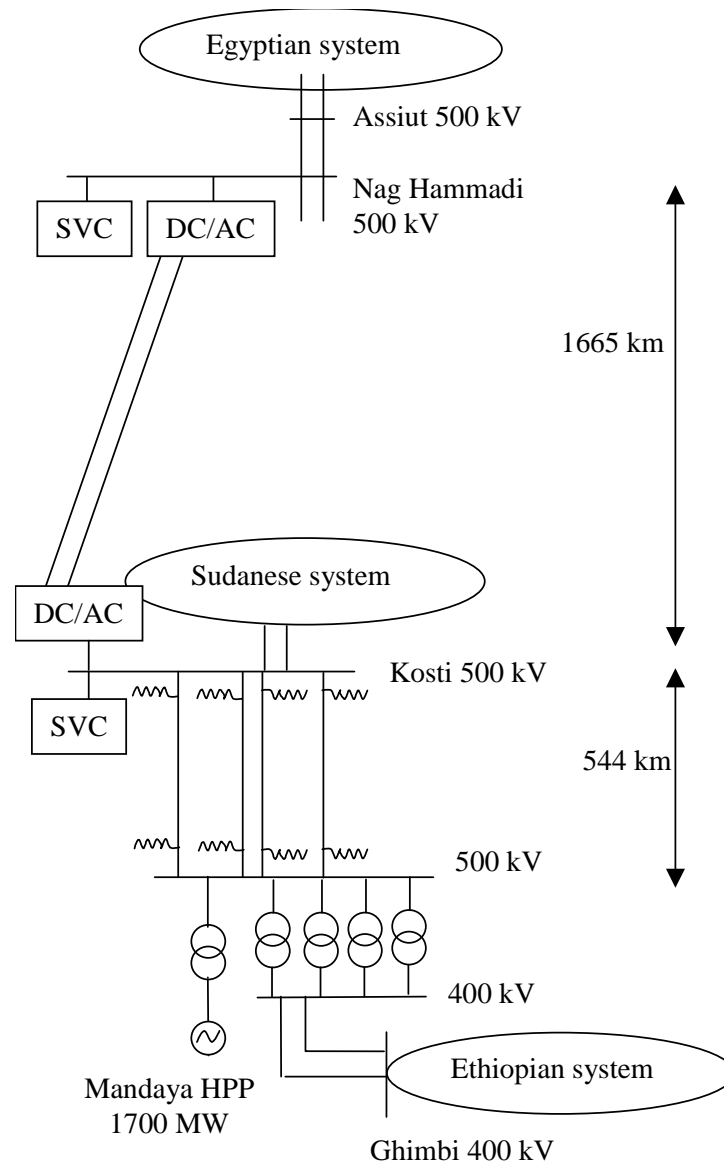 Egyptian system
Assiut 500 kV
Nag Hammadi
500 kV
SVC
DC/AC
1665 km
Sudanese system
DC/AC
Kosti 500 kV
SVC
544 km
500 kV
400 kV
Mandaya HPP
1700 MW
Ethiopian system
Ghimbi 400 kV